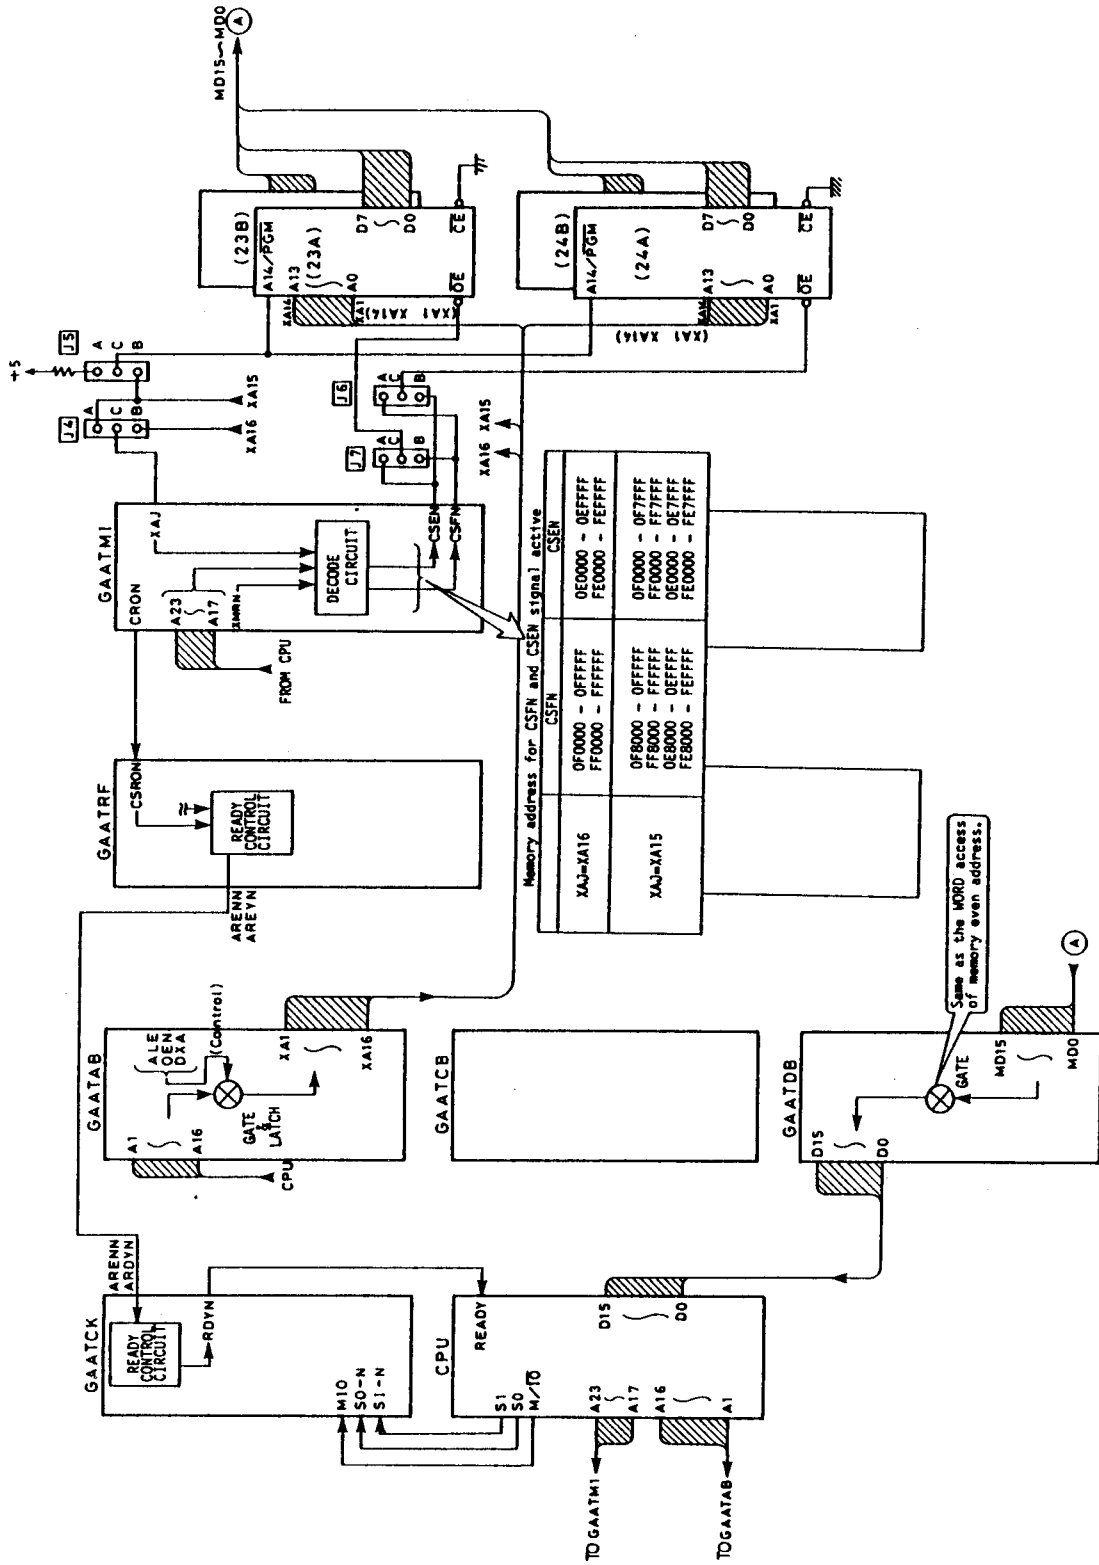 GAATCK
READY
CONTROL
CIRCUIT
ARENN
ARDYN
RDYN
MIO
S0-N
S1-N
CPU
READY
S1
S0
M/IO
A23
A17
A16
A1
D15
D0
TO GAATM1
TO GAATAB
GAATAB
A1
A16
CPU
ALE
OEN
DXA
(Control)
GATE
&
LATCH
XA1
XA16
GAATCB
GAATDB
D15
D0
GATE
MD15
MD0
A
Same as the WORD access
of memory even address.
GAATRF
CSRON
READY
CONTROL
CIRCUIT
ARENN
AREYN
GAATM1
CRON
A23
A17
XMRN
XAJ
DECODE
CIRCUIT
CSEN
CSFN
FROM CPU
J4
A
C
B
XA16
XA15
J5
A
C
B
+5
J7
A
C
B
J6
A
C
B
XA16
XA15
(23B)
(23A)
A14/PGM
A13
A0
XA14
XA1
(XA1 XA14)
D7
D0
OE
CE
(24B)
(24A)
A14/PGM
A13
A0
XA14
XA1
(XA1 XA14)
D7
D0
OE
CE
MD15~MD0
A
Memory address for CSFN and CSEN signal active
CSFN CSEN
XAJ=XA16 0F0000 - 0FFFFF 0E0000 - 0EFFFF
FF0000 - FFFFFF FE0000 - FEFFFF
XAJ=XA15 0F8000 - 0FFFFF 0F0000 - 0F7FFF
FF8000 - FFFFFF FF0000 - FF7FFF
0E8000 - 0EFFFF 0E0000 - 0E7FFF
FE8000 - FEFFFF FE0000 - FE7FFF